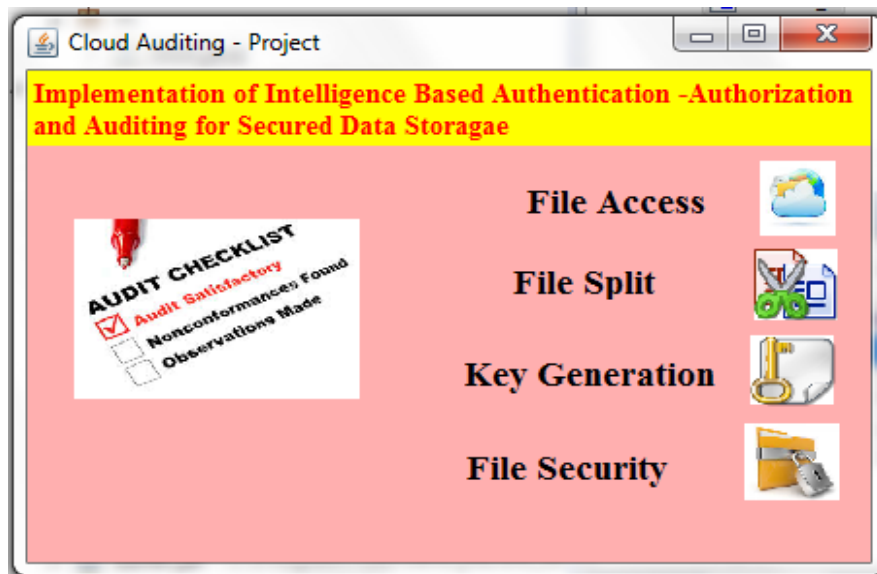 Cloud Auditing - Project
Implementation of Intelligence Based Authentication -Authorization
and Auditing for Secured Data Storagae
File Access
AUDIT CHECKLIST
Audit Satisfactory
Nonconformances Found
Observations Made
File Split
Key Generation
File Security